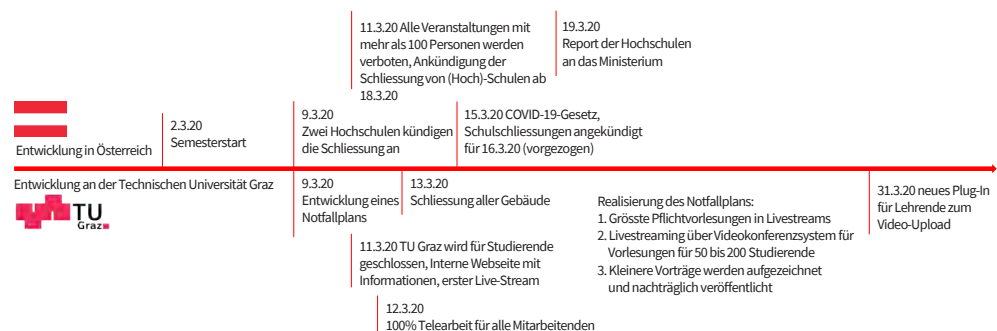 11.3.20 Alle Veranstaltungen mit
mehr als 100 Personen werden
verboten, Ankündigung der
Schliessung von (Hoch)-Schulen ab
18.3.20
19.3.20
Report der Hochschulen
an das Ministerium
Entwicklung in Österreich
2.3.20
Semesterstart
9.3.20
Zwei Hochschulen kündigen
die Schliessung an
15.3.20 COVID-19-Gesetz,
Schulschliessungen angekündigt
für 16.3.20 (vorgezogen)
Entwicklung an der Technischen Universität Graz
TU
Graz
9.3.20
Entwicklung eines
Notfallplans
13.3.20
Schliessung aller Gebäude
Realisierung des Notfallplans:
1. Grösste Pflichtvorlesungen in Livestreams
2. Livestreaming über Videokonferenzsystem für
Vorlesungen für 50 bis 200 Studierende
3. Kleinere Vorträge werden aufgezeichnet
und nachträglich veröffentlicht
31.3.20 neues Plug-In
für Lehrende zum
Video-Upload
11.3.20 TU Graz wird für Studierende
geschlossen, Interne Webseite mit
Informationen, erster Live-Stream
12.3.20
100% Telearbeit für alle Mitarbeitenden